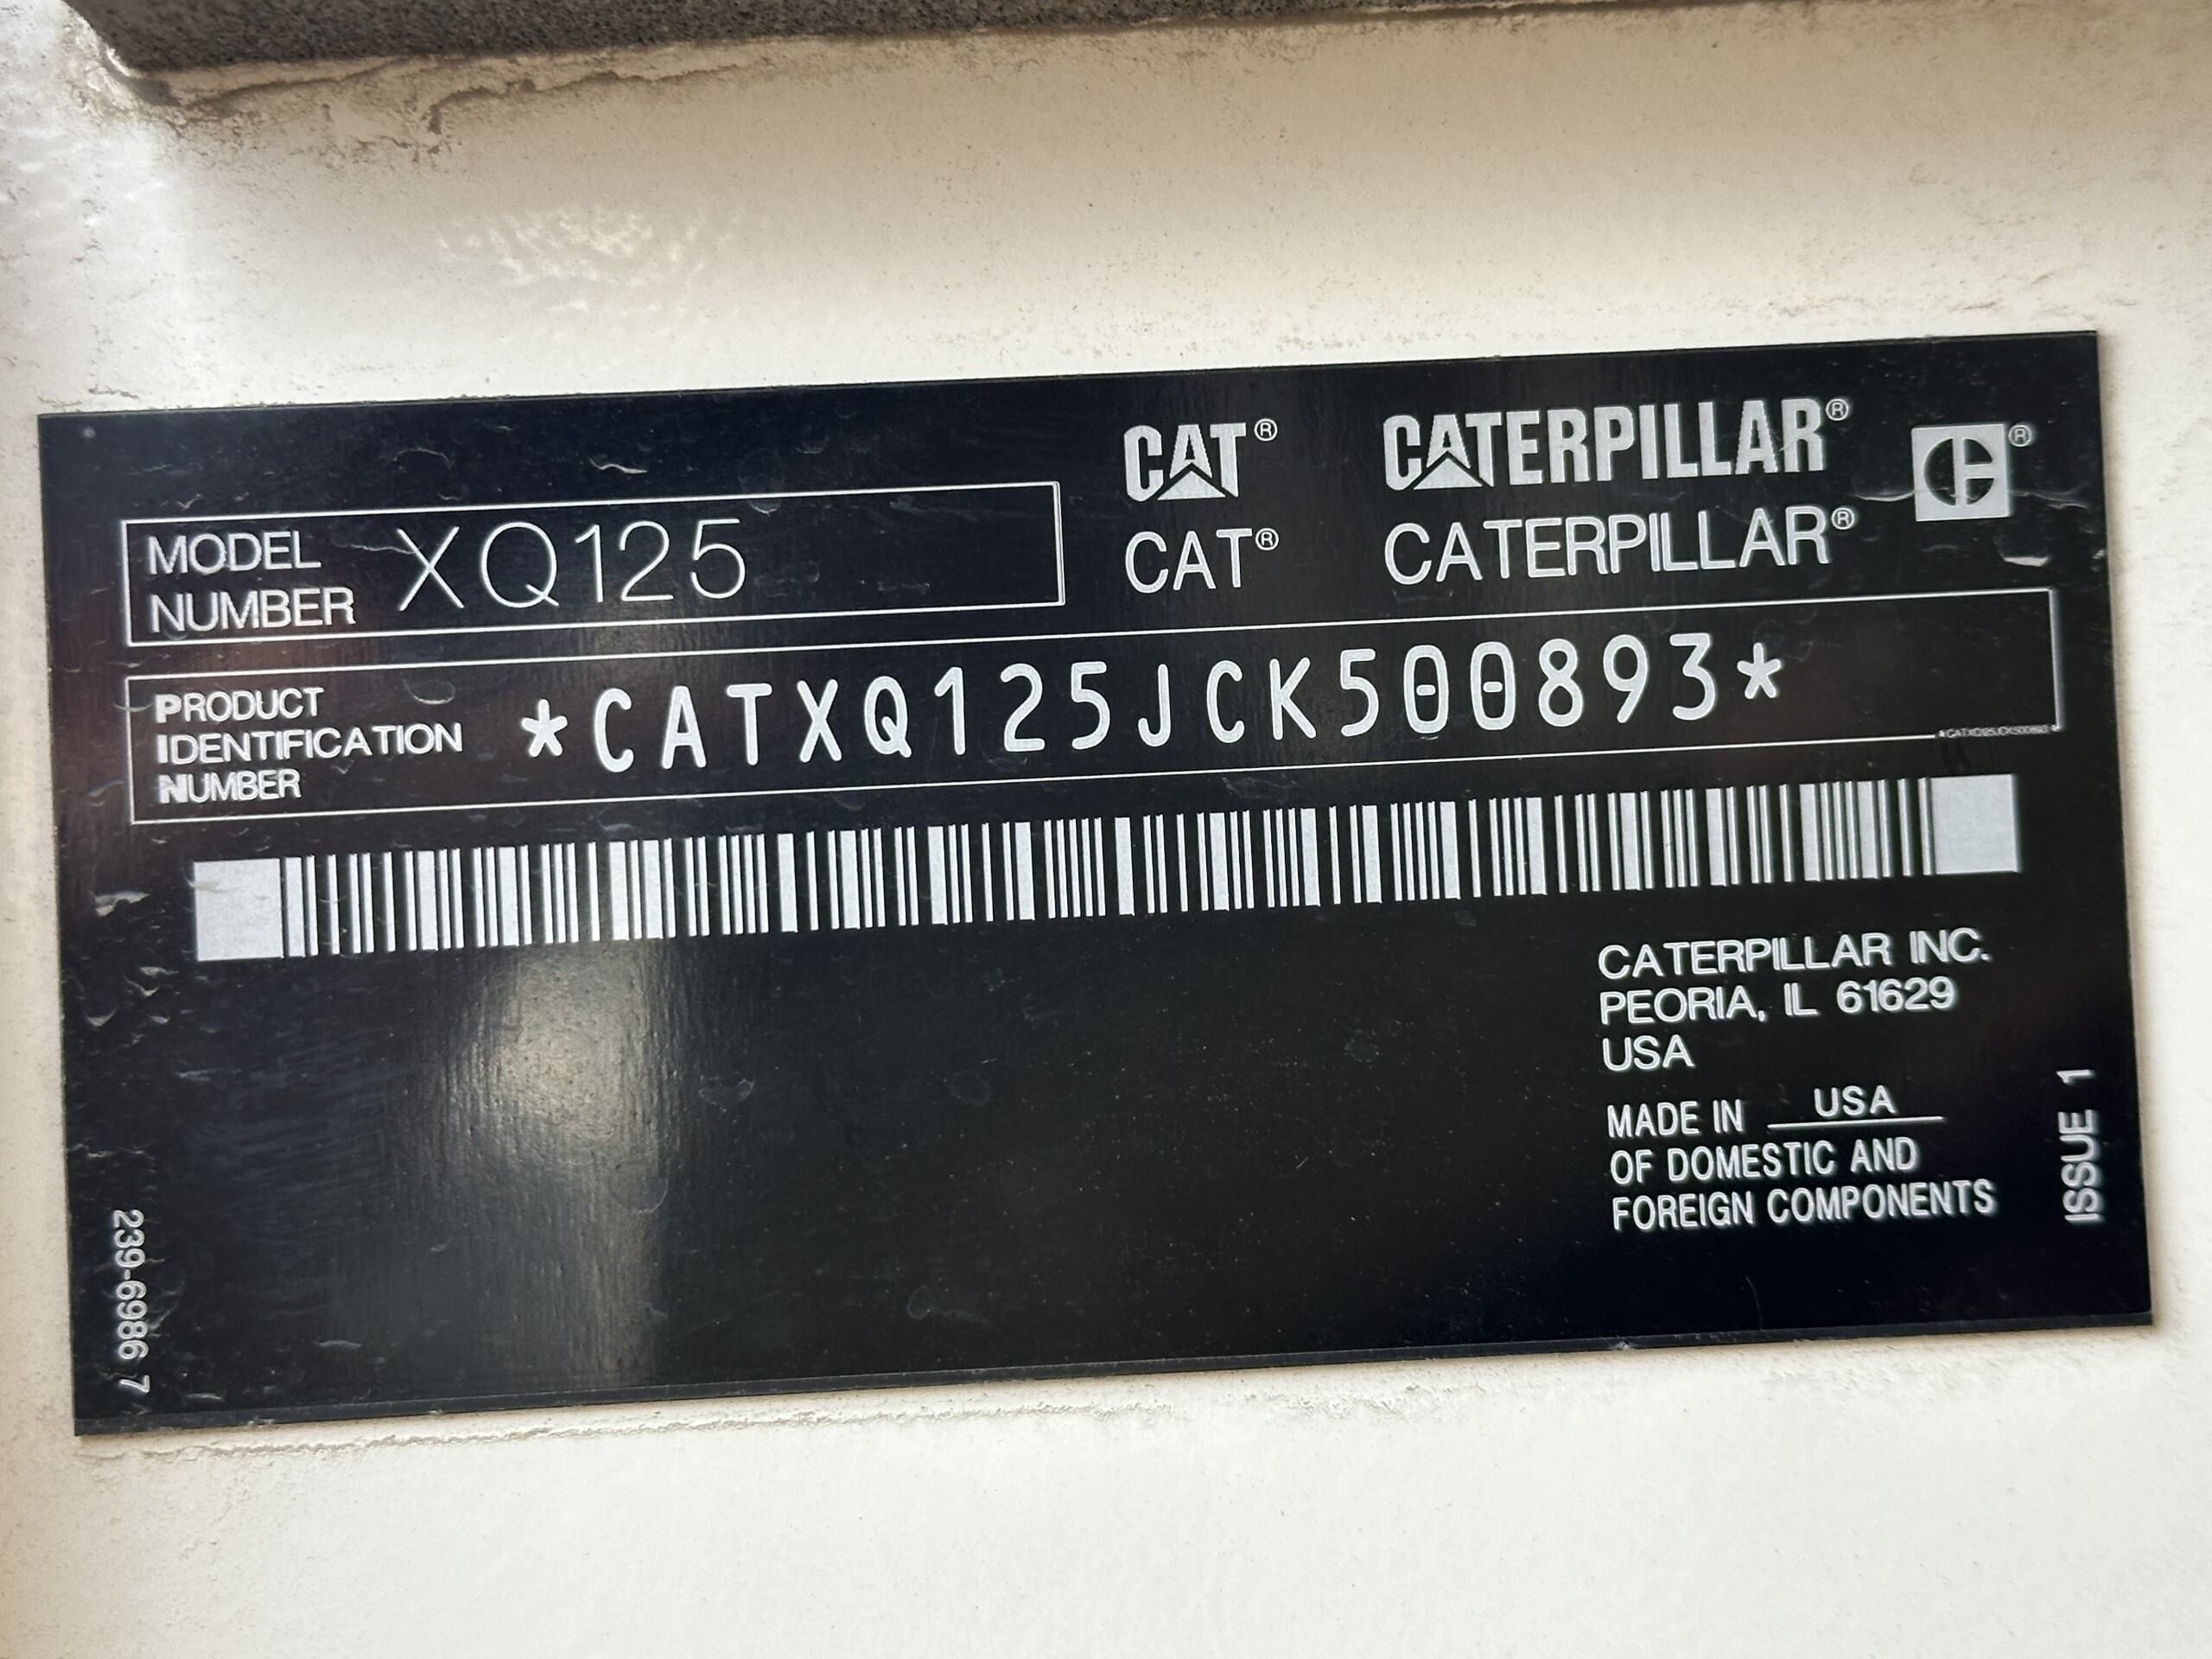 CAT® CATERPILLAR® ®
CAT® CATERPILLAR®
MODEL
NUMBER XQ125
PRODUCT
IDENTIFICATION
NUMBER
*CATXQ125JCK500893*
*CATXQ125JCK500893*
CATERPILLAR INC.
PEORIA, IL 61629
USA
MADE IN USA
OF DOMESTIC AND
FOREIGN COMPONENTS
ISSUE 1
239-6986 7